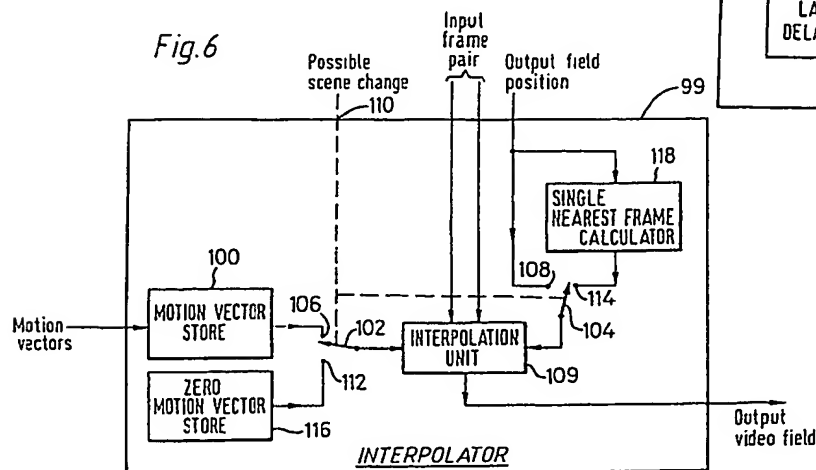 Fig.6
Possible
scene change
110
Input
frame
pair
Output field
position
LA
DELA
99
118
SINGLE
NEAREST FRAME
CALCULATOR
100
MOTION VECTOR
STORE
Motion
vectors
106
102
112
108
114
104
INTERPOLATION
UNIT
109
ZERO
MOTION VECTOR
STORE
116
Output
video field
INTERPOLATOR